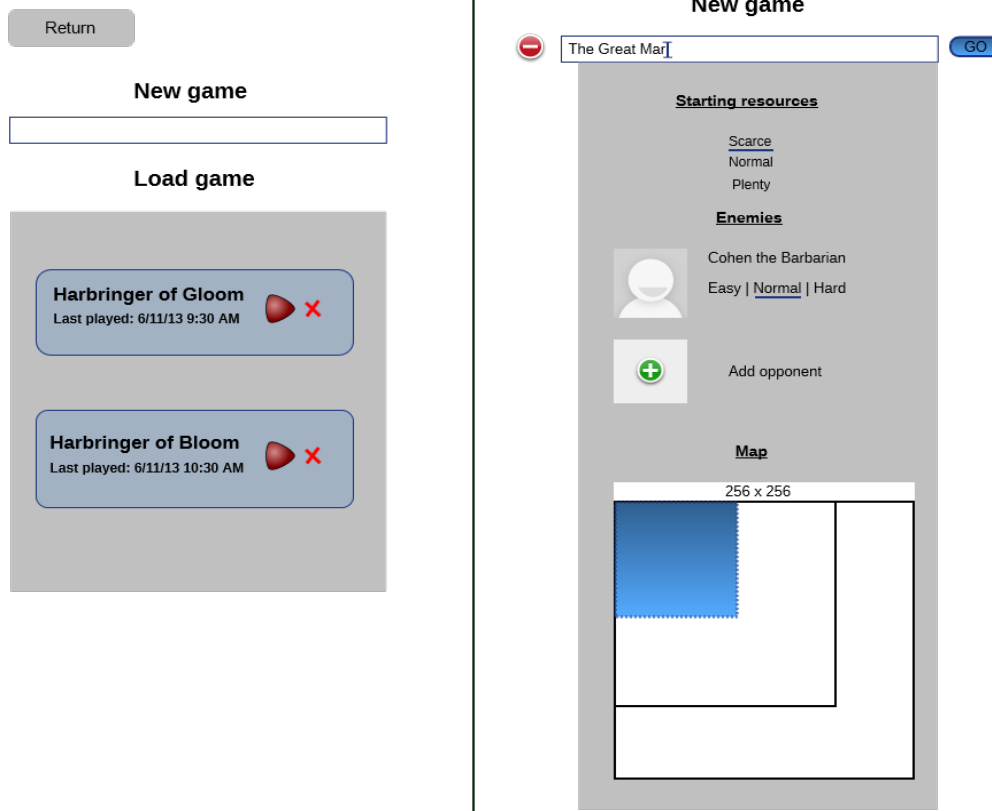 Return
New game
Load game
Harbringer of Gloom
Last played: 6/11/13 9:30 AM
Harbringer of Bloom
Last played: 6/11/13 10:30 AM
New game
The Great Mar
GO
Starting resources
Scarce
Normal
Plenty
Enemies
Cohen the Barbarian
Easy | Normal | Hard
Add opponent
Map
256 x 256